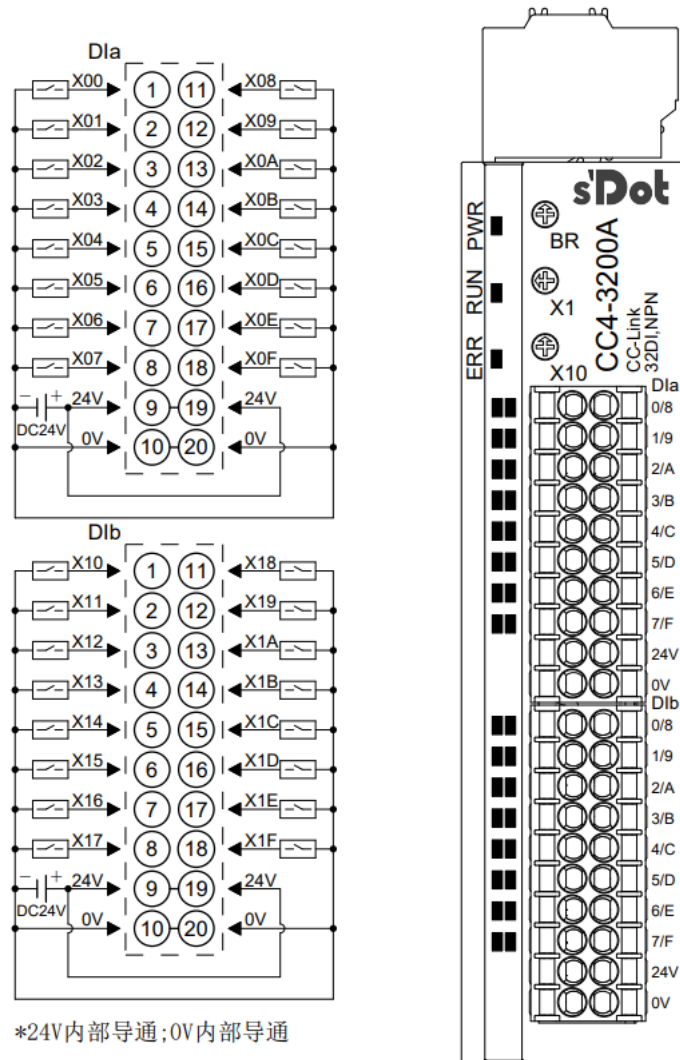 DIa
X00 1 11 X08
X01 2 12 X09
X02 3 13 X0A
X03 4 14 X0B
X04 5 15 X0C
X05 6 16 X0D
X06 7 17 X0E
X07 8 18 X0F
− + 24V 9 19 24V
DC24V
0V 10 20 0V
DIb
X10 1 11 X18
X11 2 12 X19
X12 3 13 X1A
X13 4 14 X1B
X14 5 15 X1C
X15 6 16 X1D
X16 7 17 X1E
X17 8 18 X1F
− + 24V 9 19 24V
DC24V
0V 10 20 0V
*24V内部导通;0V内部导通
s'Dot
PWR
RUN
ERR
BR
X1
X10
CC4-3200A
CC-Link
32DI,NPN
DIa
0/8
1/9
2/A
3/B
4/C
5/D
6/E
7/F
24V
0V
DIb
0/8
1/9
2/A
3/B
4/C
5/D
6/E
7/F
24V
0V